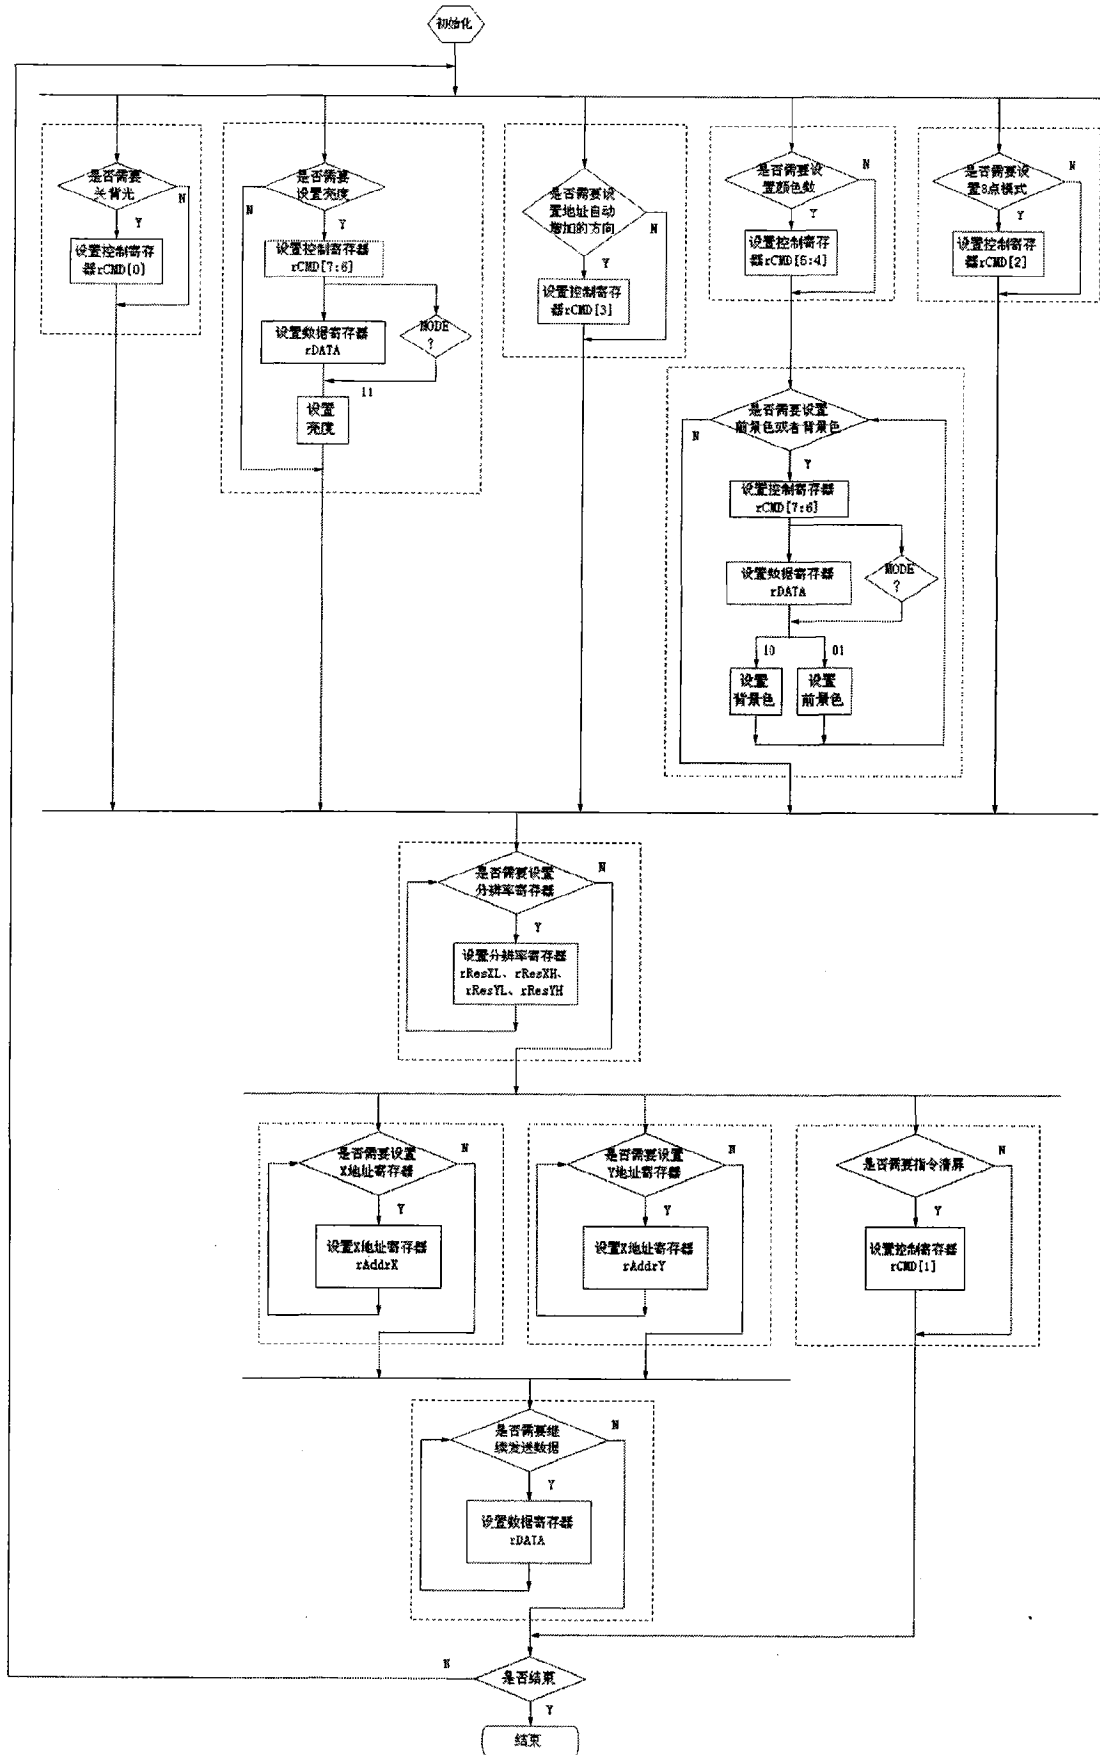 初始化
是否需要
关背光
N
Y
设置控制寄存
器rCMD[0]
是否需要
设置亮度
N
Y
设置控制寄存器
rCMD[7:6]
设置数据寄存器
rDATA
MODE
?
11
设置
亮度
是否需要设
置地址自动
增加的方向
N
Y
设置控制寄存
器rCMD[3]
是否需要设
置颜色数
N
Y
设置控制寄存
器rCMD[5:4]
是否需要设
置8点模式
N
Y
设置控制寄存
器rCMD[2]
是否需要设置
前景色或者背景色
N
Y
设置控制寄存器
rCMD[7:6]
设置数据寄存器
rDATA
MODE
?
10
01
设置
背景色
设置
前景色
是否需要设置
分辨率寄存器
N
Y
设置分辨率寄存器
rResXL、rResXH、
rResYL、rResYH
是否需要设置
X地址寄存器
N
Y
设置X地址寄存器
rAddrX
是否需要设置
Y地址寄存器
N
Y
设置X地址寄存器
rAddrY
是否需要指令清屏
N
Y
设置控制寄存器
rCMD[1]
是否需要继
续发送数据
N
Y
设置数据寄存器
rDATA
是否结束
N
Y
结束